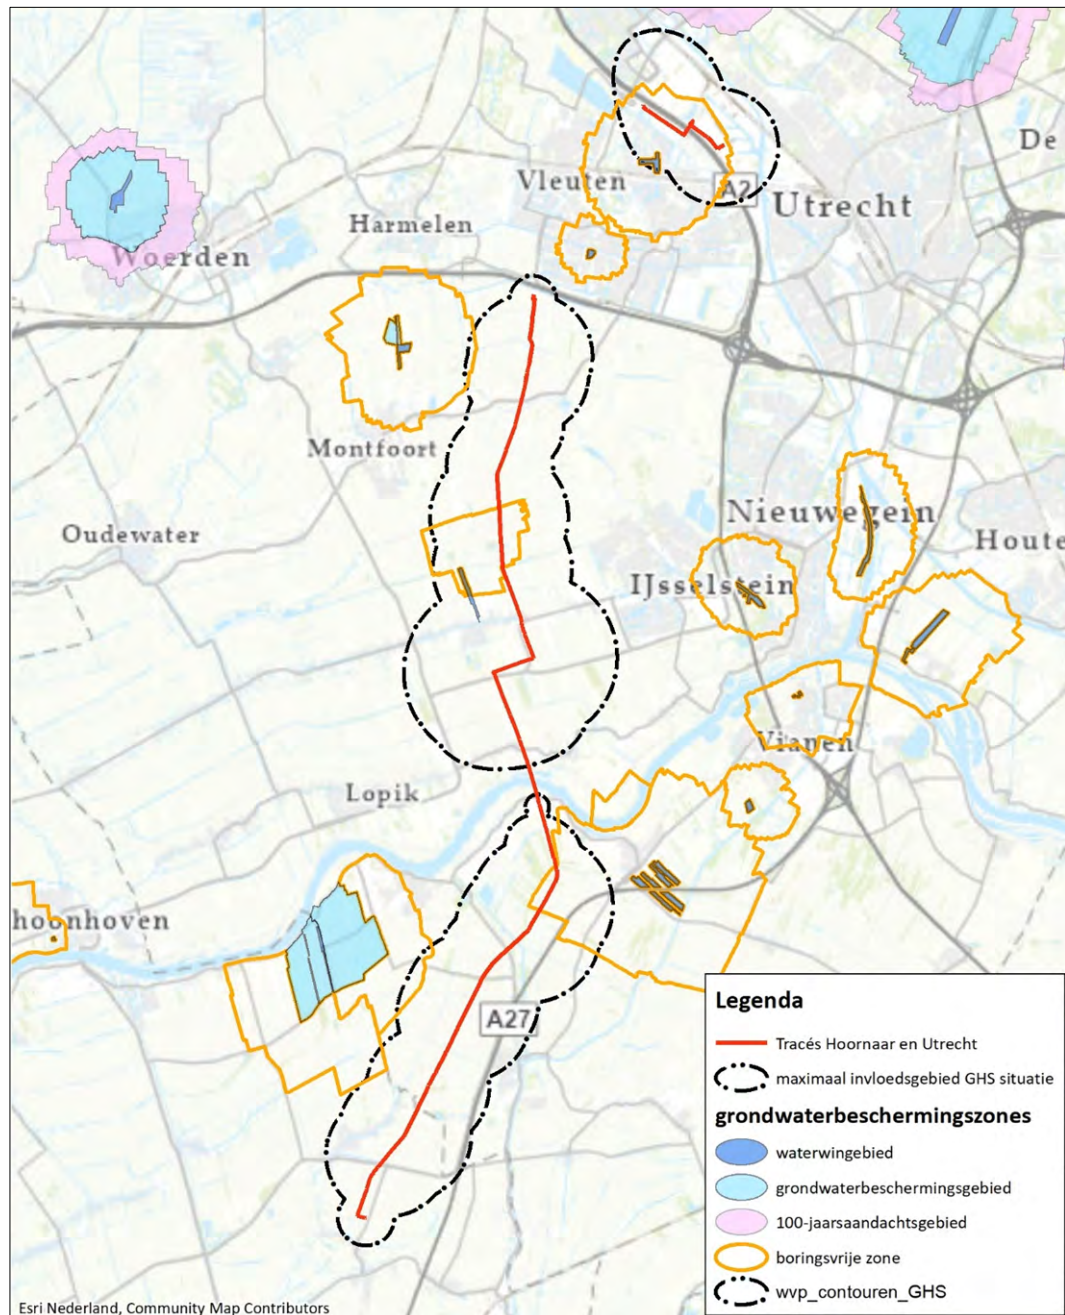 De
Vleuten
A2
Utrecht
Harmelen
Woerden
Montfoort
Nieuwegein
Oudewater
Houte
IJsselstein
Vianen
Lopik
hoonhoven
A27
Legenda
Tracés Hoornaar en Utrecht
maximaal invloedsgebied GHS situatie
grondwaterbeschermingszones
waterwingebied
grondwaterbeschermingsgebied
100-jaarsaandachtsgebied
boringsvrije zone
wvp_contouren_GHS
Esri Nederland, Community Map Contributors